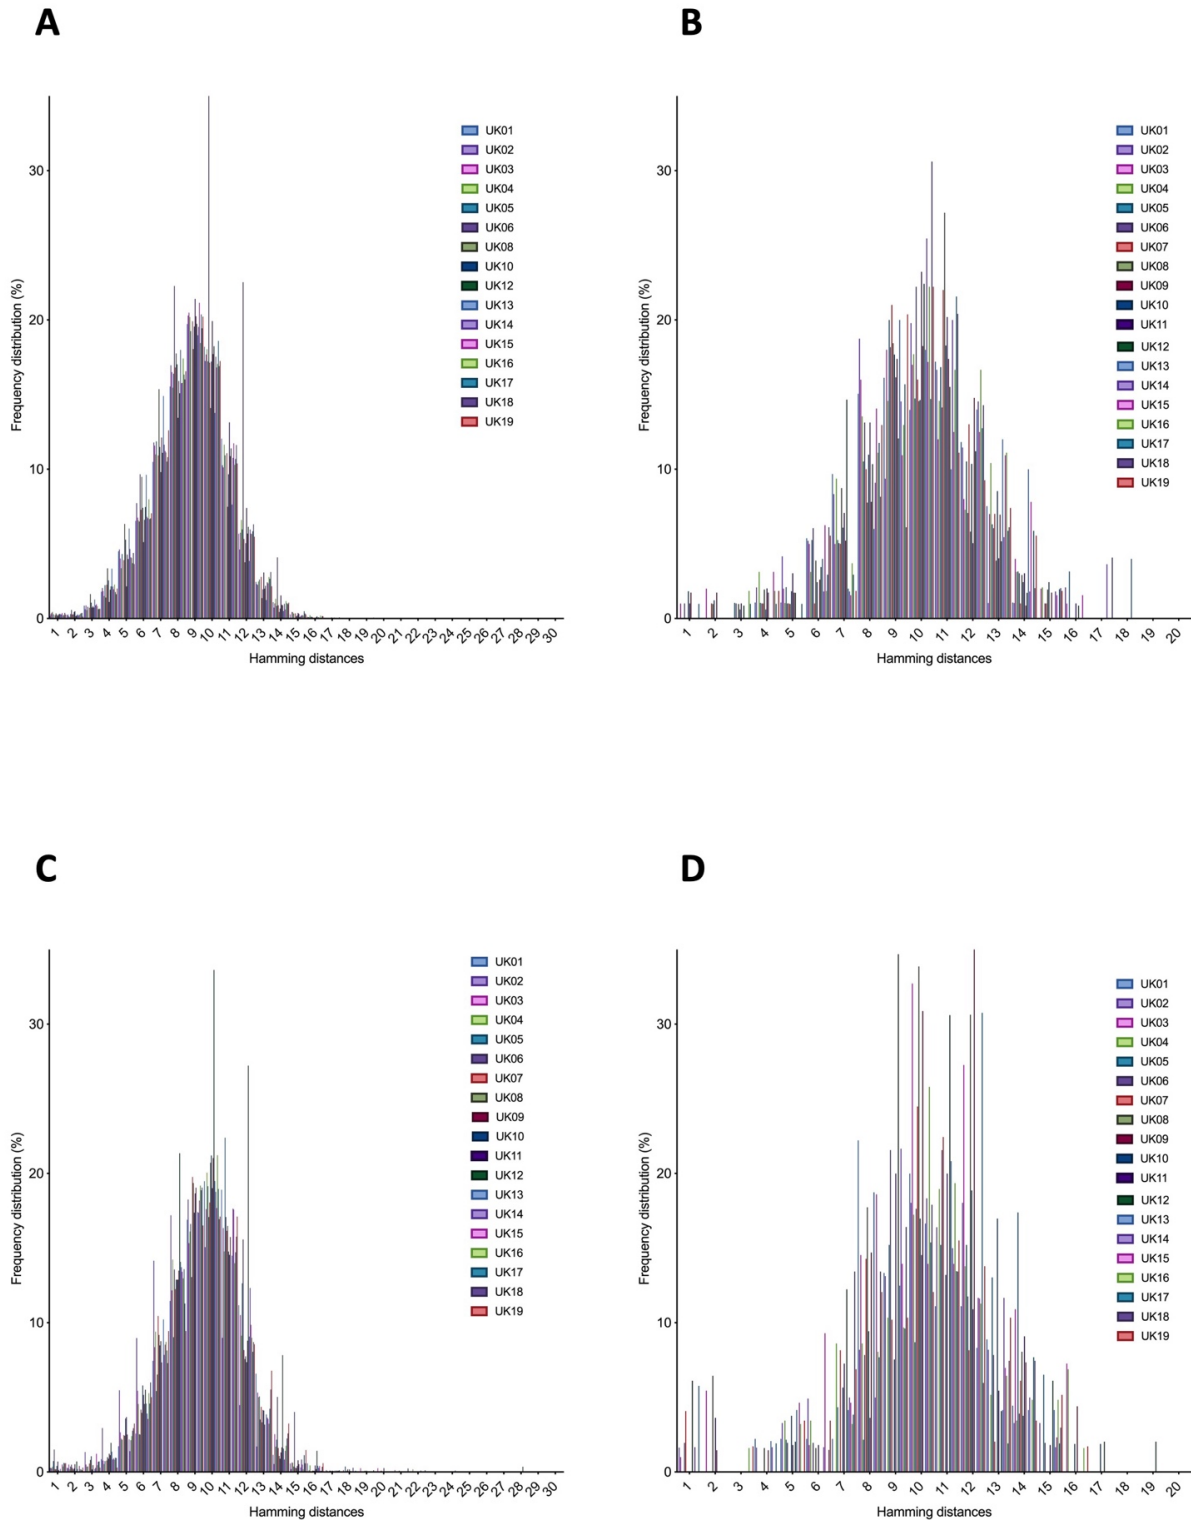 A
Frequency distribution (%)
30
20
10
0
1 2 3 4 5 6 7 8 9 10 11 12 13 14 15 16 17 18 19 20 21 22 23 24 25 26 27 28 29 30
Hamming distances
UK01
UK02
UK03
UK04
UK05
UK06
UK08
UK10
UK12
UK13
UK14
UK15
UK16
UK17
UK18
UK19
B
Frequency distribution (%)
30
20
10
0
1 2 3 4 5 6 7 8 9 10 11 12 13 14 15 16 17 18 19 20
Hamming distances
UK01
UK02
UK03
UK04
UK05
UK06
UK07
UK08
UK09
UK10
UK11
UK12
UK13
UK14
UK15
UK16
UK17
UK18
UK19
C
Frequency distribution (%)
30
20
10
0
1 2 3 4 5 6 7 8 9 10 11 12 13 14 15 16 17 18 19 20 21 22 23 24 25 26 27 28 29 30
Hamming distances
UK01
UK02
UK03
UK04
UK05
UK06
UK07
UK08
UK09
UK10
UK11
UK12
UK13
UK14
UK15
UK16
UK17
UK18
UK19
D
Frequency distribution (%)
30
20
10
0
1 2 3 4 5 6 7 8 9 10 11 12 13 14 15 16 17 18 19 20
Hamming distances
UK01
UK02
UK03
UK04
UK05
UK06
UK07
UK08
UK09
UK10
UK11
UK12
UK13
UK14
UK15
UK16
UK17
UK18
UK19